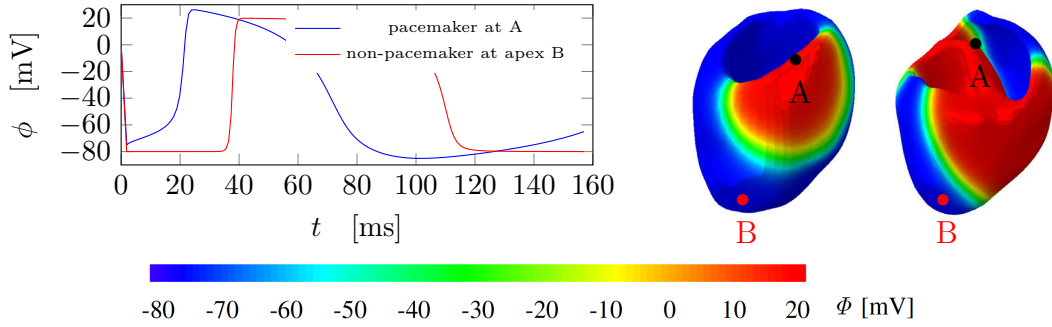 20
0
−20
−40
−60
−80
ϕ [mV]
pacemaker at A
non-pacemaker at apex B
0 20 40 60 80 100 120 140 160
t [ms]
A
A
B
B
-80 -70 -60 -50 -40 -30 -20 -10 0 10 20 Φ [mV]